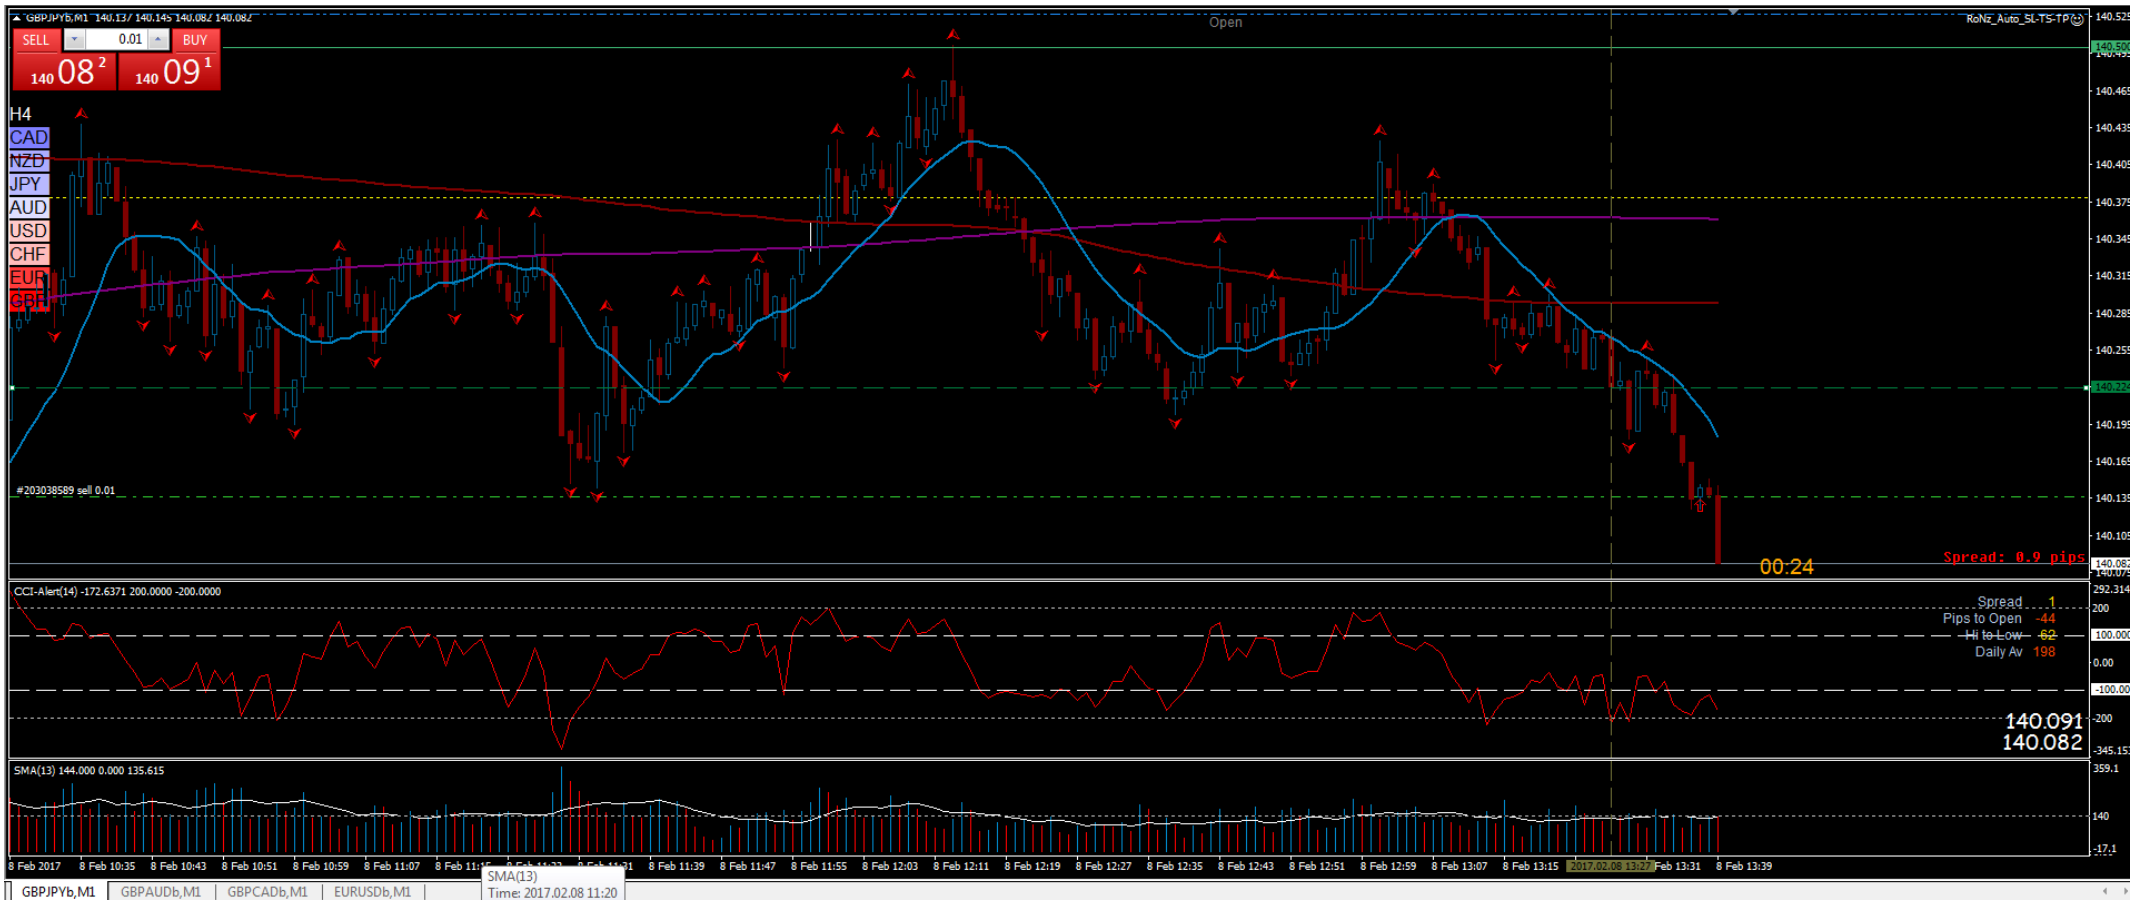 GBPJPYb,M1 140.137 140.145 140.082 140.082
Open
RoNz_Auto_SL-TS-TP
SELL 0.01 BUY
140 08 2 140 09 1
H4
CAD
NZD
JPY
AUD
USD
CHF
EUR
GBP
#203038589 sell 0.01
00:24
Spread: 0.9 pips
140.525
140.500
140.465
140.435
140.405
140.375
140.345
140.315
140.285
140.255
140.224
140.195
140.165
140.135
140.105
140.082
CCI-Alert(14) -172.6371 200.0000 -200.0000
Spread 1
Pips to Open -44
Hi to Low 62
Daily Av 198
140.091
140.082
292.314
200
100.000
0.00
-100.00
-200
-345.153
SMA(13) 144.000 0.000 135.615
359.1
140
-17.1
8 Feb 2017 8 Feb 10:35 8 Feb 10:43 8 Feb 10:51 8 Feb 10:59 8 Feb 11:07 8 Feb 11:15 8 Feb 11:39 8 Feb 11:47 8 Feb 11:55 8 Feb 12:03 8 Feb 12:11 8 Feb 12:19 8 Feb 12:27 8 Feb 12:35 8 Feb 12:43 8 Feb 12:51 8 Feb 12:59 8 Feb 13:07 8 Feb 13:15 2017.02.08 13:27 Feb 13:31 8 Feb 13:39
SMA(13)
Time: 2017.02.08 11:20
GBPJPYb,M1 GBPAUDb,M1 GBPCADb,M1 EURUSDb,M1